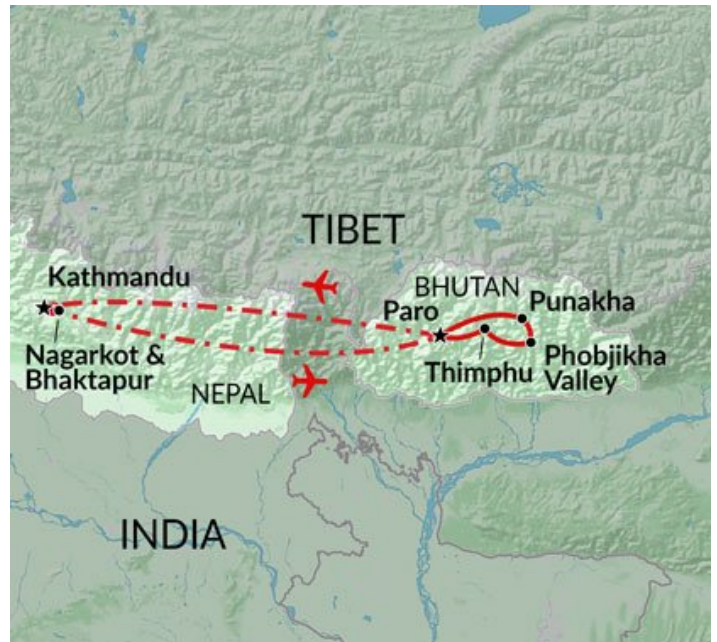 TIBET
Kathmandu
BHUTAN
Paro
Punakha
Nagarkot &
Bhaktapur
Thimphu
Phobjikha
Valley
NEPAL
INDIA